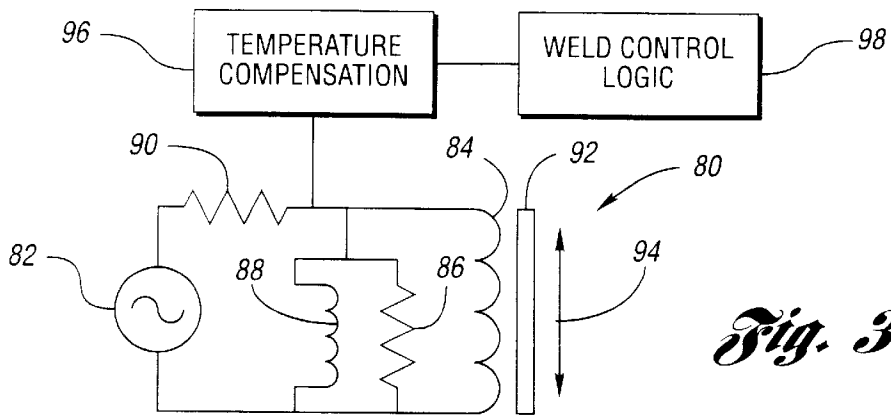 96
TEMPERATURE
COMPENSATION
WELD CONTROL
LOGIC
98
90
84
92
80
82
88
86
94
Fig. 3